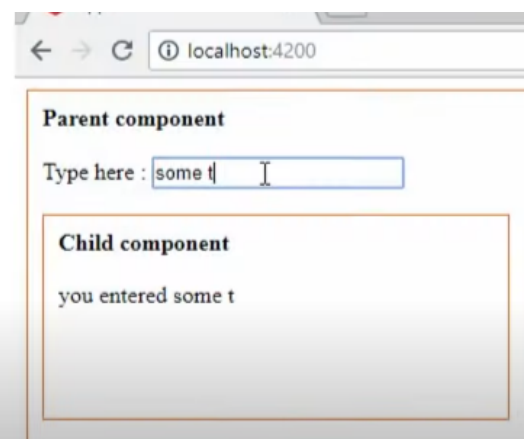 localhost:4200
Parent component
Type here : some t
Child component
you entered some t